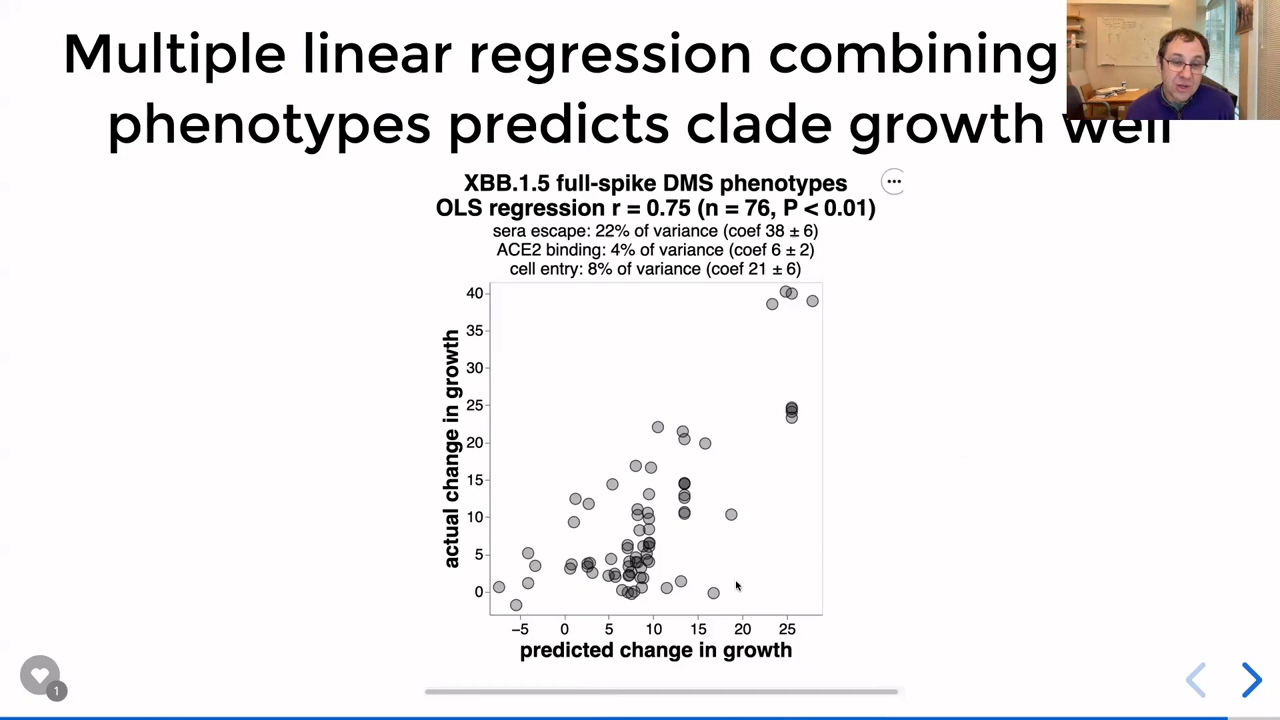 Multiple linear regression combining
phenotypes predicts clade growth well
XBB.1.5 full-spike DMS phenotypes
OLS regression r = 0.75 (n = 76, P < 0.01)
sera escape: 22% of variance (coef 38 ± 6)
ACE2 binding: 4% of variance (coef 6 ± 2)
cell entry: 8% of variance (coef 21 ± 6)
actual change in growth
40
35
30
25
20
15
10
5
0
−5 0 5 10 15 20 25
predicted change in growth
1